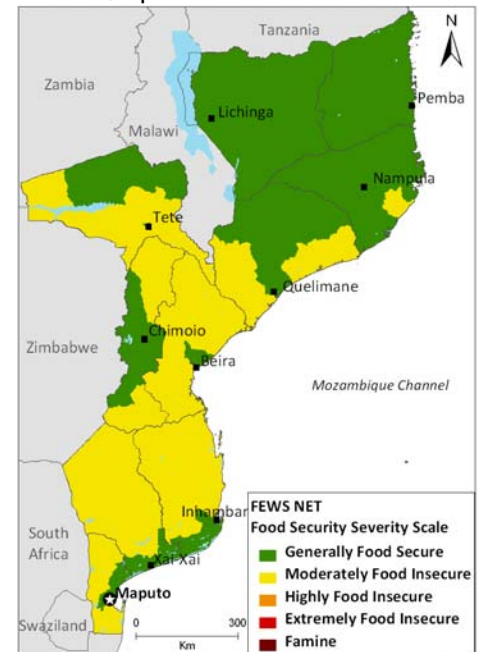 Tanzania
N
Zambia
Pemba
Lichinga
Malawi
Nampula
Tete
Quelimane
Chimoio
Zimbabwe
Beira
Mozambique Channel
FEWS NET
Food Security Severity Scale
Generally Food Secure
Moderately Food Insecure
Highly Food Insecure
Extremely Food Insecure
Famine
Inhambar
South
Africa
Xai-Xai
Maputo
Swaziland
0 300
Km